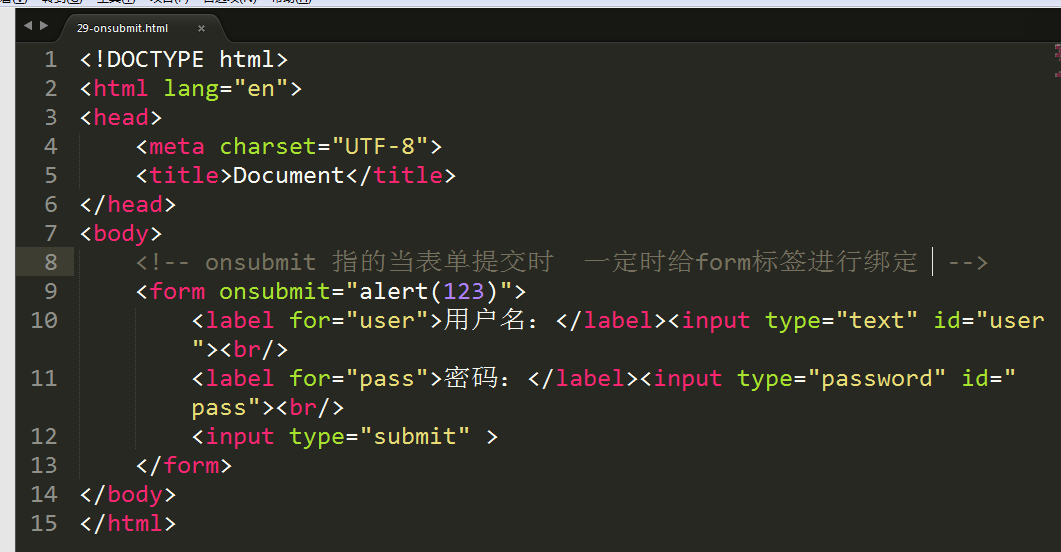 29-onsubmit.html ×
1 <!DOCTYPE html>
2 <html lang="en">
3 <head>
4 <meta charset="UTF-8">
5 <title>Document</title>
6 </head>
7 <body>
8 <!-- onsubmit 指的当表单提交时 一定时给form标签进行绑定 -->
9 <form onsubmit="alert(123)">
10 <label for="user">用户名：</label><input type="text" id="user
"><br/>
11 <label for="pass">密码：</label><input type="password" id="
pass"><br/>
12 <input type="submit" >
13 </form>
14 </body>
15 </html>